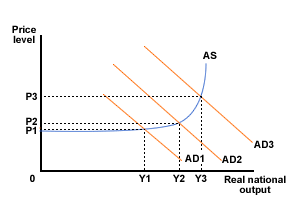 Price
level
AS
P3
P2
P1
AD3
AD1
AD2
0
Y1
Y2
Y3
Real national
output